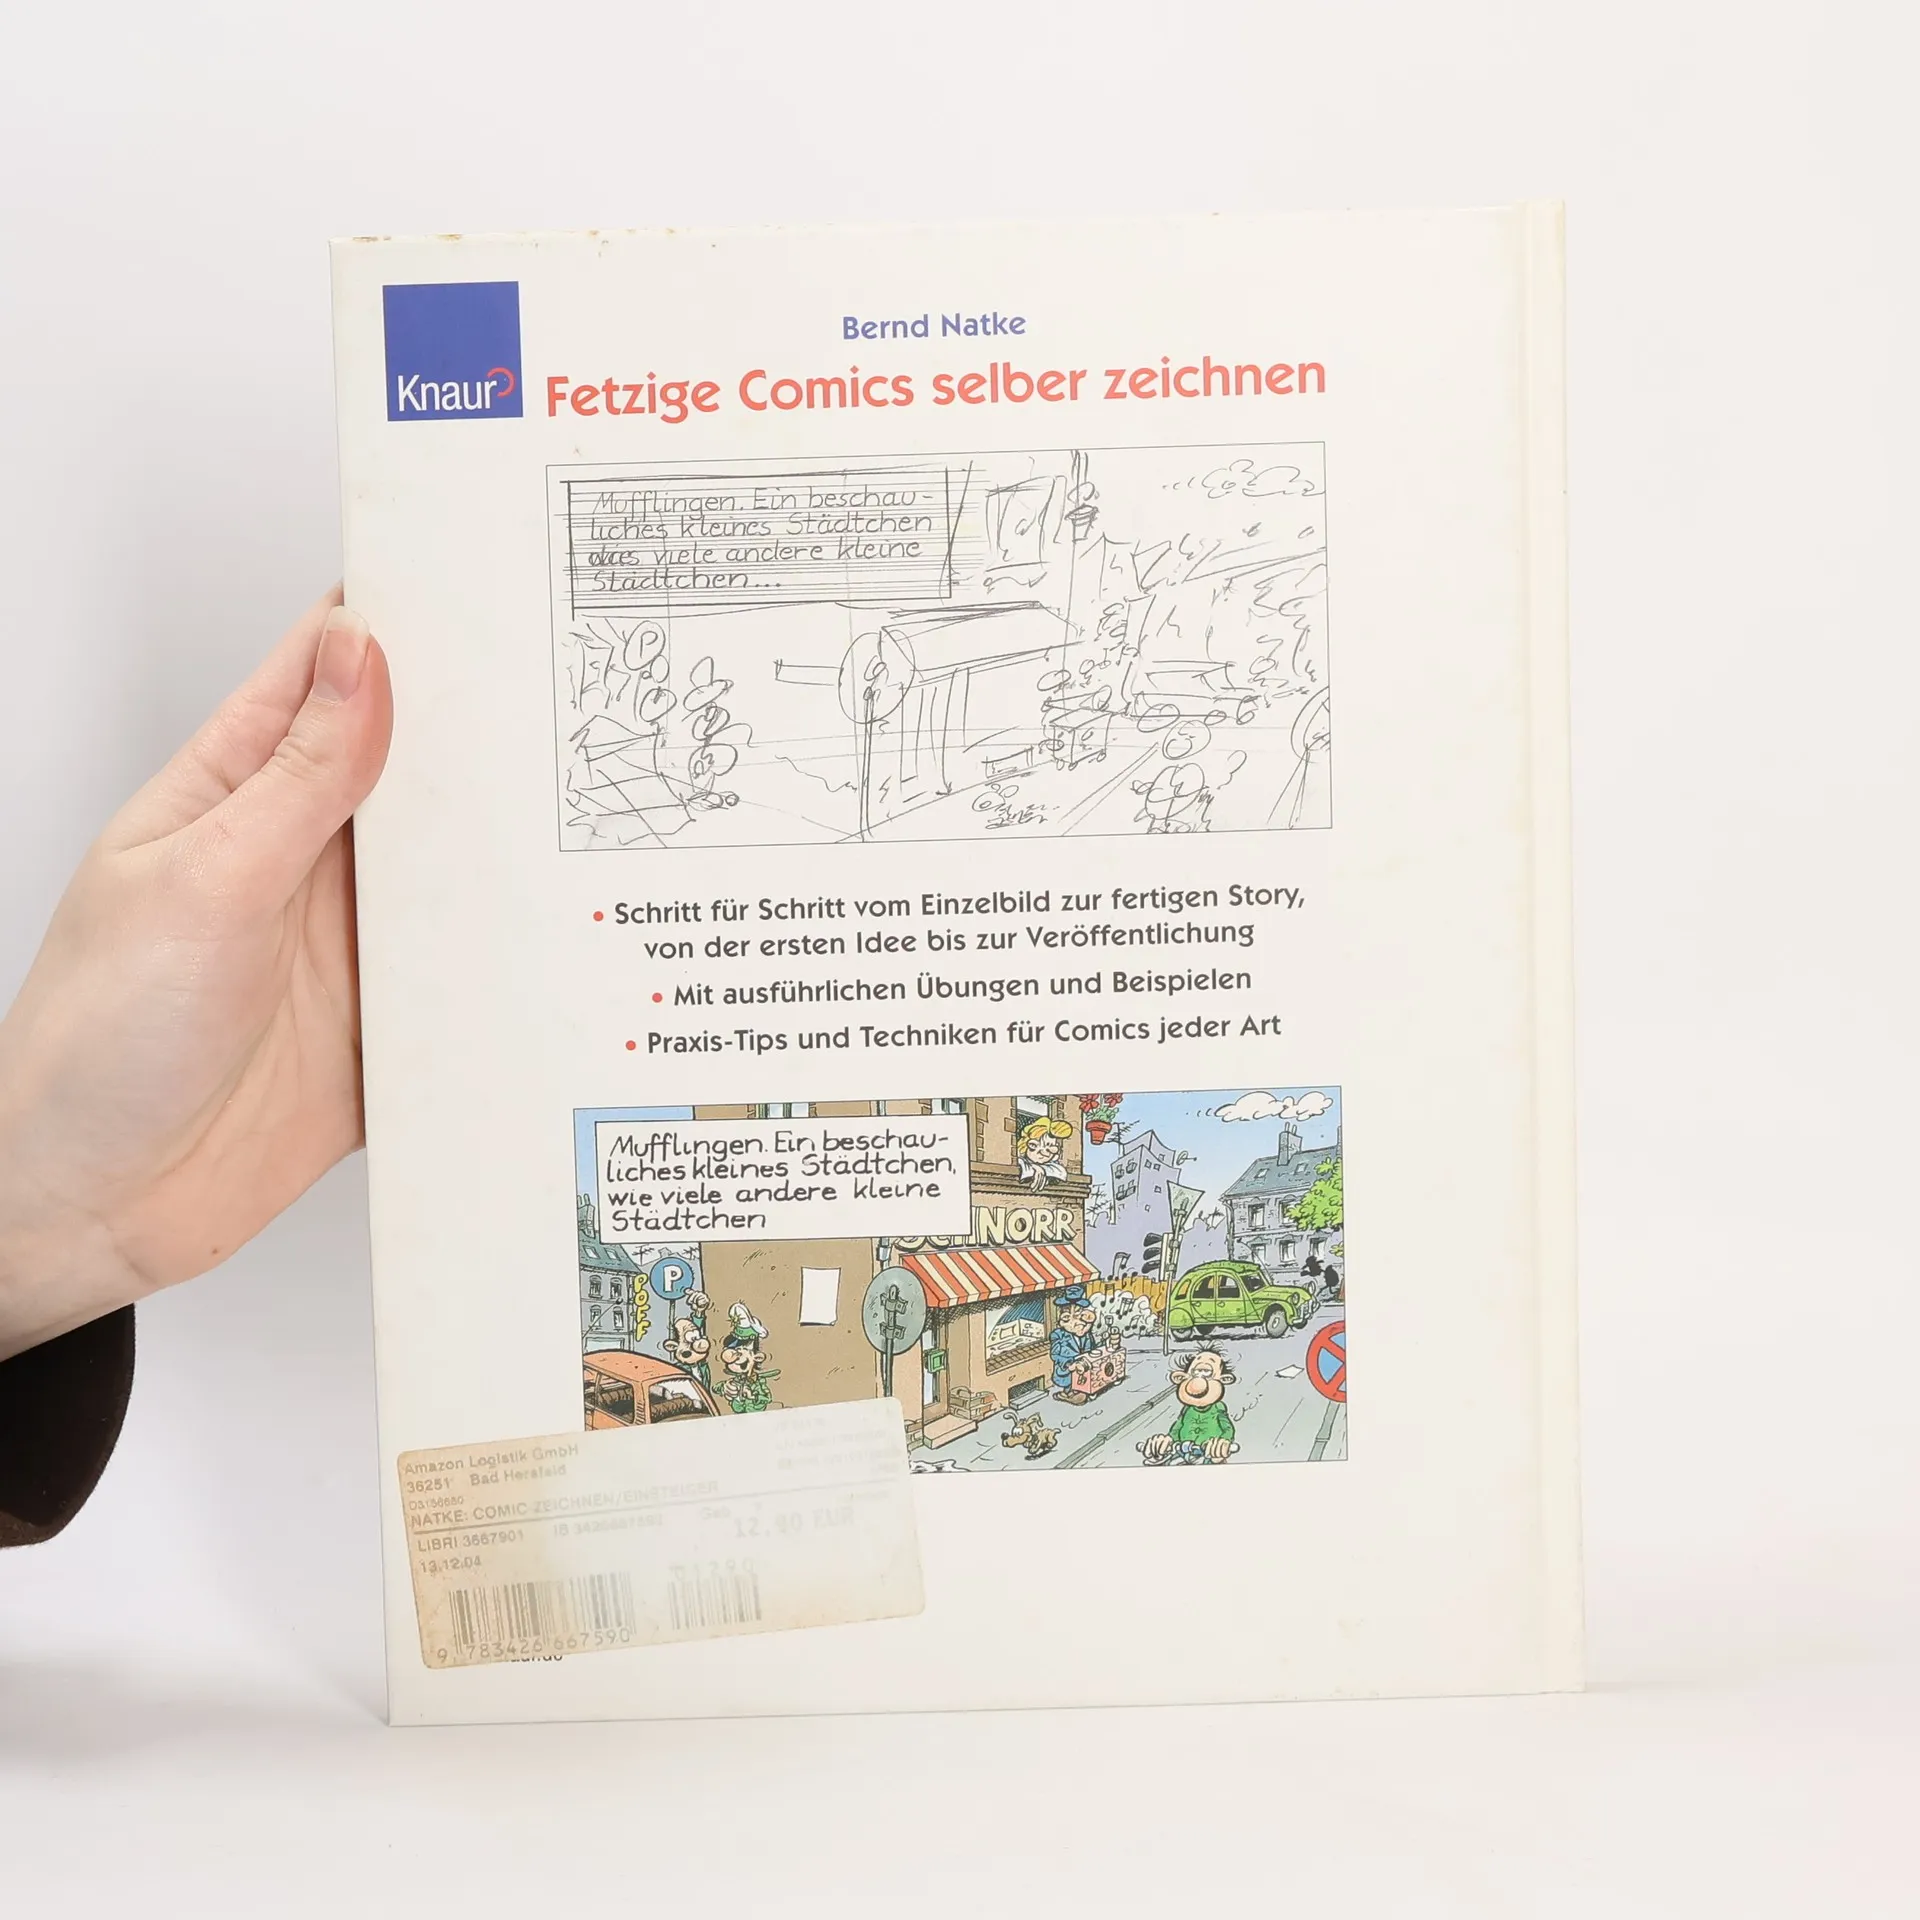 Knaur
Bernd Natke
Fetzige Comics selber zeichnen
Mufflingen. Ein beschau-
liches kleines Städtchen
viele andere kleine
Städtchen...
P
• Schritt für Schritt vom Einzelbild zur fertigen Story,
von der ersten Idee bis zur Veröffentlichung
• Mit ausführlichen Übungen und Beispielen
• Praxis-Tips und Techniken für Comics jeder Art
Mufflingen. Ein beschau-
liches kleines Städtchen,
wie viele andere kleine
Städtchen
NORR
P
POFF
Amazon Logistik GmbH
36251 Bad Hersfeld
NATKE: COMIC ZEICHNEN/EINSTEIGER
LIBRI 3667901
12.90 EUR
13.12.04
01290
9 783426 667590